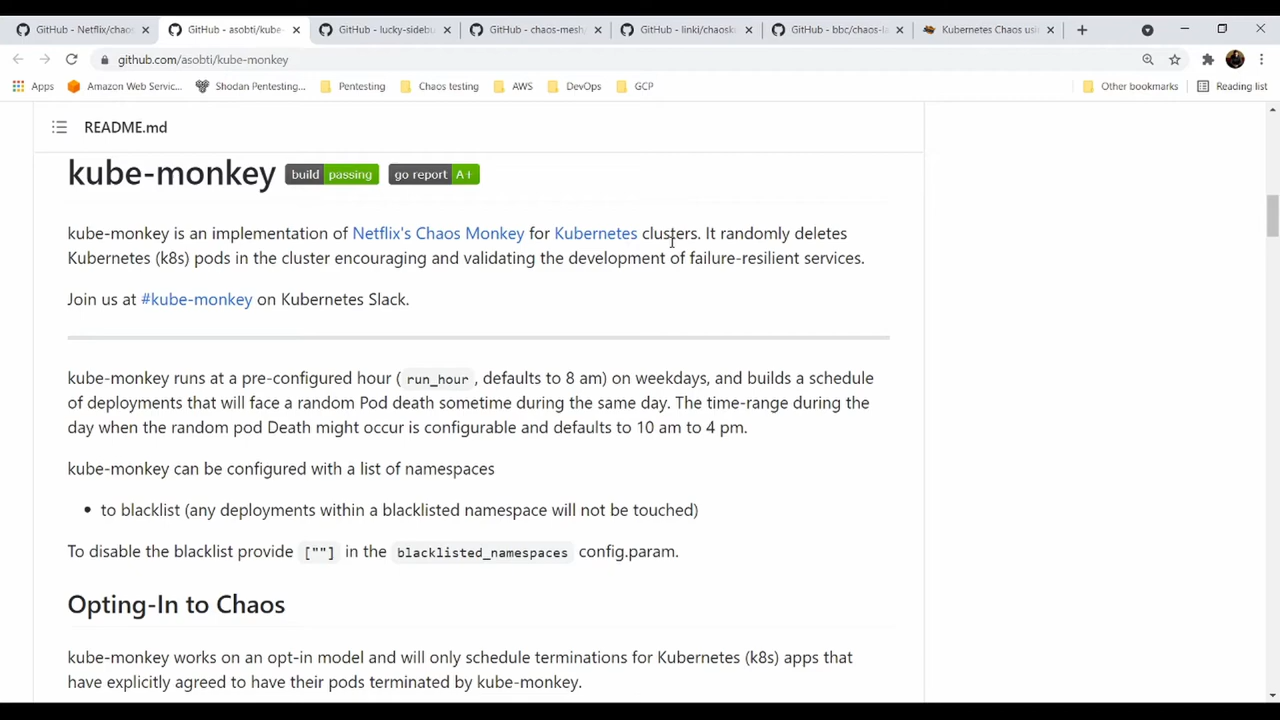 GitHub - Netflix/chaos
GitHub - asobti/kube-
GitHub - lucky-sidebu
GitHub - chaos-mesh/
GitHub - linki/chaosk
GitHub - bbc/chaos-la
Kubernetes Chaos usin
github.com/asobti/kube-monkey
Apps
Amazon Web Servic...
Shodan Pentesting...
Pentesting
Chaos testing
AWS
DevOps
GCP
Other bookmarks
Reading list
README.md
kube-monkey build passing go report A+
kube-monkey is an implementation of Netflix's Chaos Monkey for Kubernetes clusters. It randomly deletes
Kubernetes (k8s) pods in the cluster encouraging and validating the development of failure-resilient services.
Join us at #kube-monkey on Kubernetes Slack.
kube-monkey runs at a pre-configured hour ( run_hour , defaults to 8 am) on weekdays, and builds a schedule
of deployments that will face a random Pod death sometime during the same day. The time-range during the
day when the random pod Death might occur is configurable and defaults to 10 am to 4 pm.
kube-monkey can be configured with a list of namespaces
• to blacklist (any deployments within a blacklisted namespace will not be touched)
To disable the blacklist provide [""] in the blacklisted_namespaces config.param.
Opting-In to Chaos
kube-monkey works on an opt-in model and will only schedule terminations for Kubernetes (k8s) apps that
have explicitly agreed to have their pods terminated by kube-monkey.